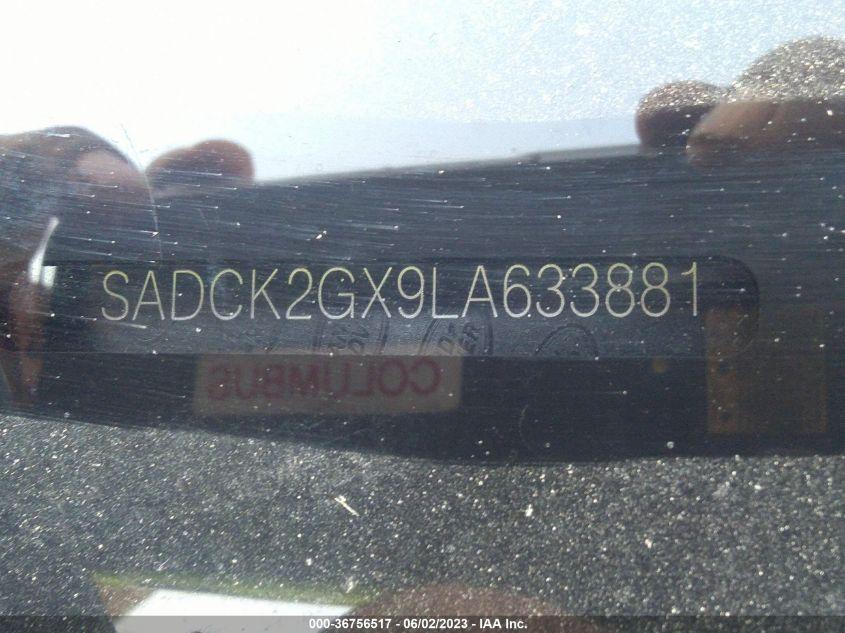 SADCK2GX9LA633881
COLUMBUS
000-36756517 - 06/02/2023 - IAA Inc.